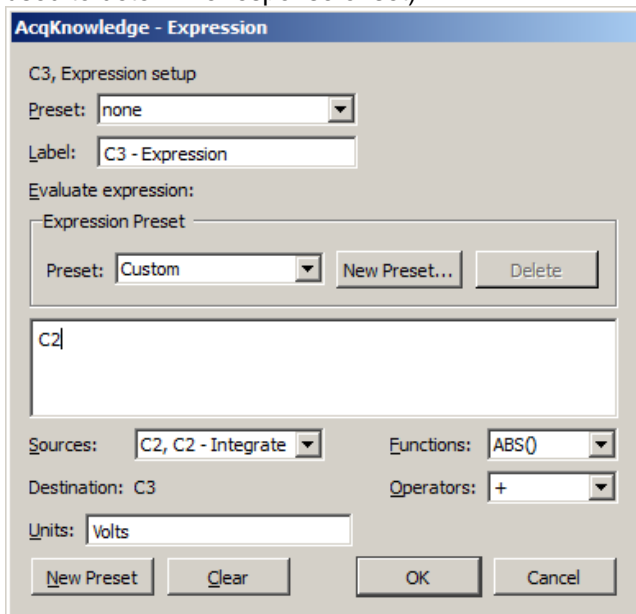 AcqKnowledge - Expression
C3, Expression setup
Preset: none
Label: C3 - Expression
Evaluate expression:
Expression Preset
Preset: Custom New Preset... Delete
C2
Sources: C2, C2 - Integrate Functions: ABS()
Destination: C3 Operators: +
Units: Volts
New Preset Clear OK Cancel